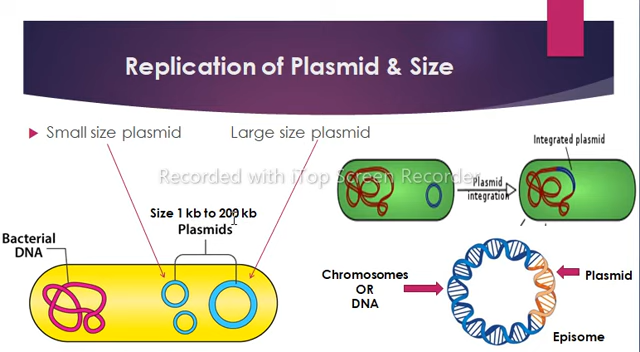 Replication of Plasmid & Size
Small size plasmid
Large size plasmid
Integrated plasmid
Recorded with iTop Screen Recorder
Plasmid
integration
Size 1 kb to 200 kb
Plasmids
Bacterial
DNA
Chromosomes
OR
DNA
Plasmid
Episome